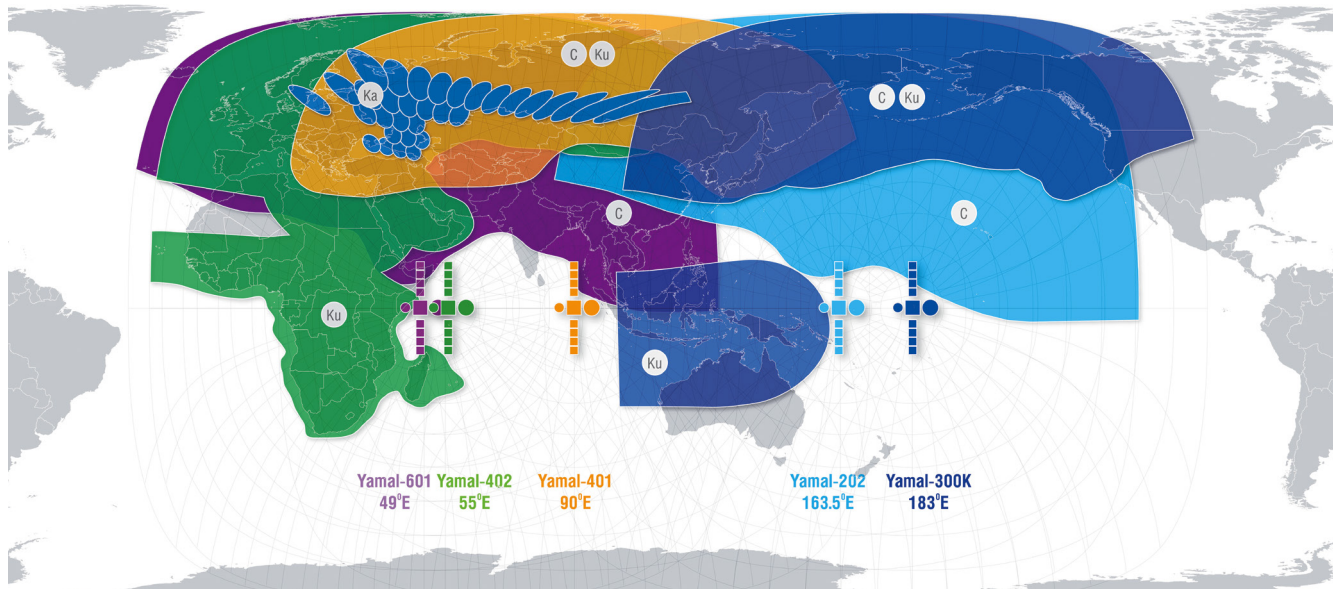 C Ku
Ka
C Ku
C
C
Ku
Ku
Yamal-601
49°E
Yamal-402
55°E
Yamal-401
90°E
Yamal-202
163.5°E
Yamal-300K
183°E